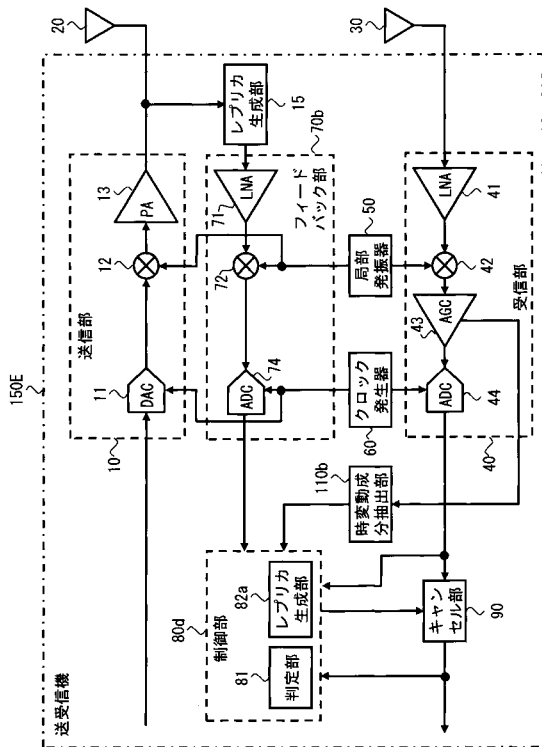 150E
送受信機
20
10
送信部
11
DAC
12
13
PA
80d
制御部
81
判定部
82a
レプリカ
生成部
ADC
74
72
71
LNA
レプリカ
生成部
15
フィード
バック部
70b
110b
時変動成
分抽出部
60
クロック
発生器
局部
発振器
50
30
90
キャン
セル部
40
ADC
44
43
AGC
42
LNA
41
受信部